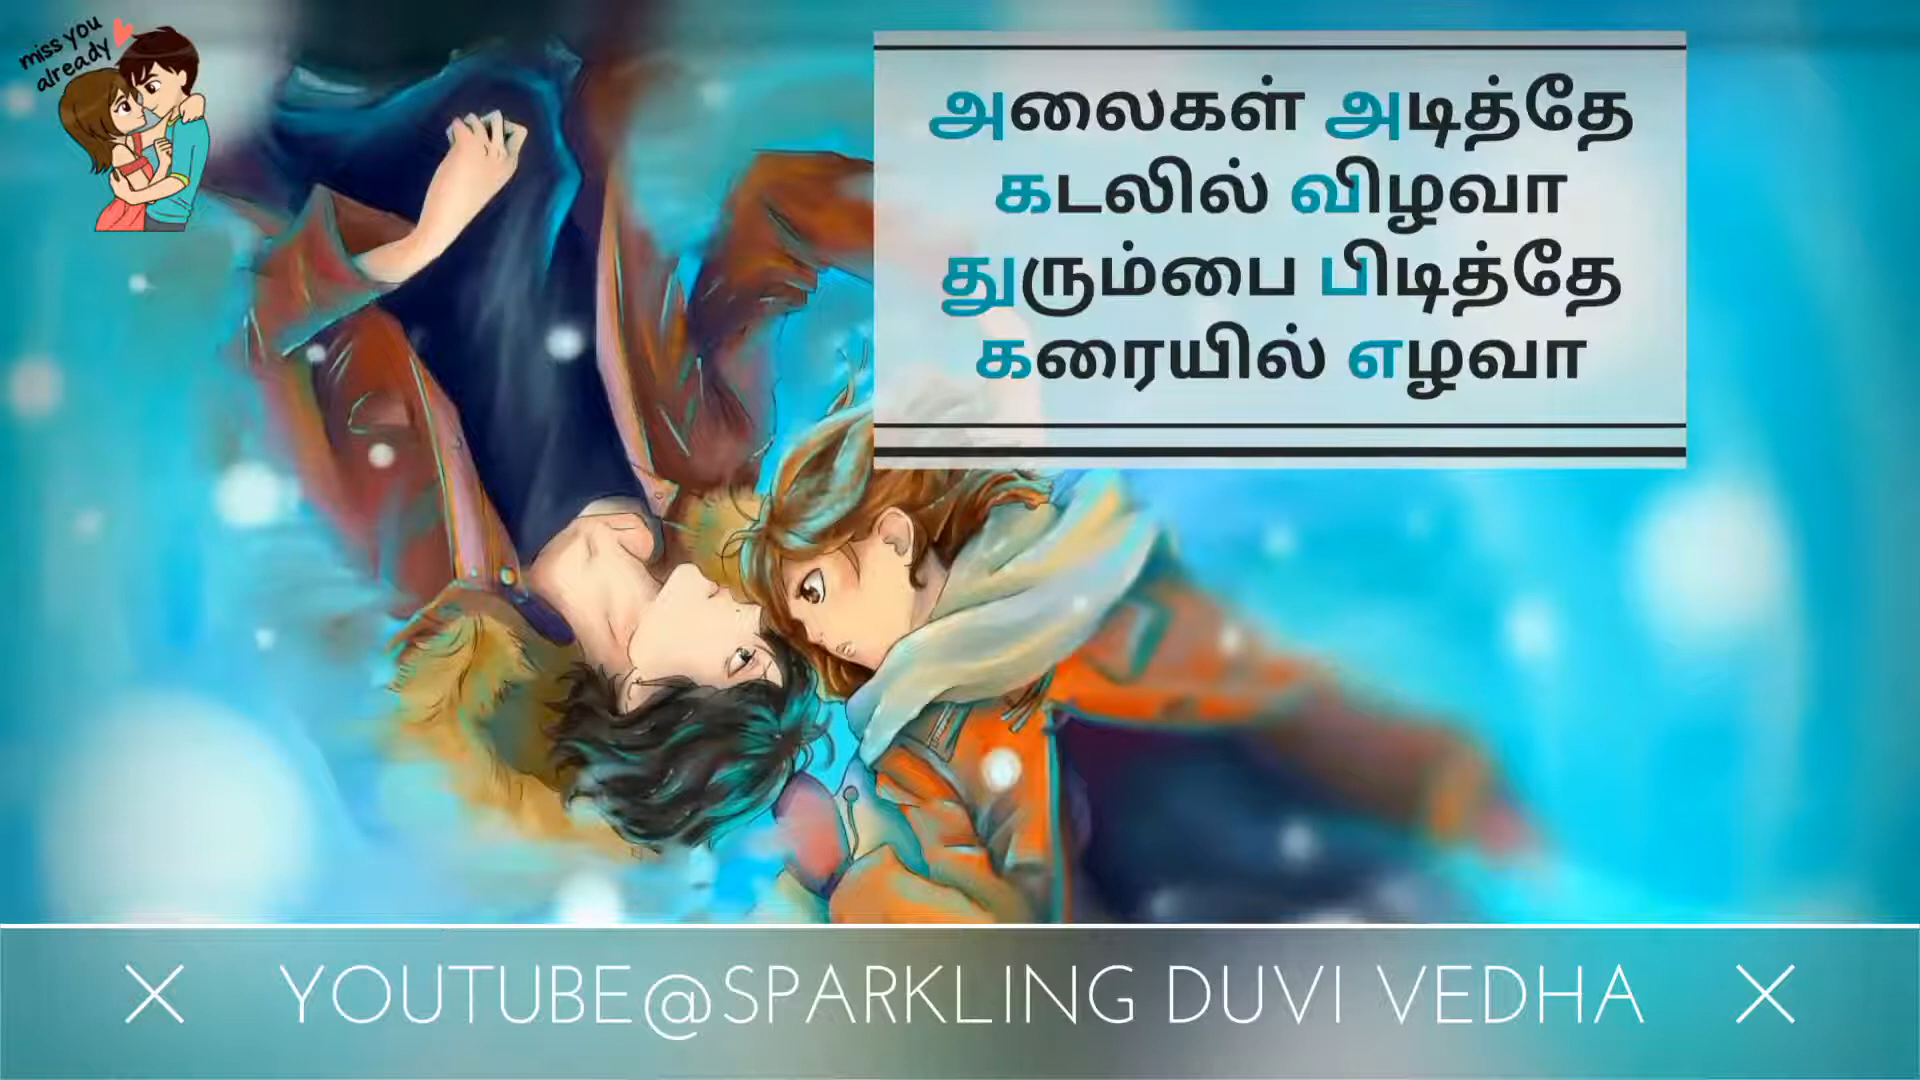 miss you
already
அலைகள் அடித்தே
கடலில் விழவா
துரும்பை பிடித்தே
கரையில் எழவா
YOUTUBE@SPARKLING DUVI VEDHA